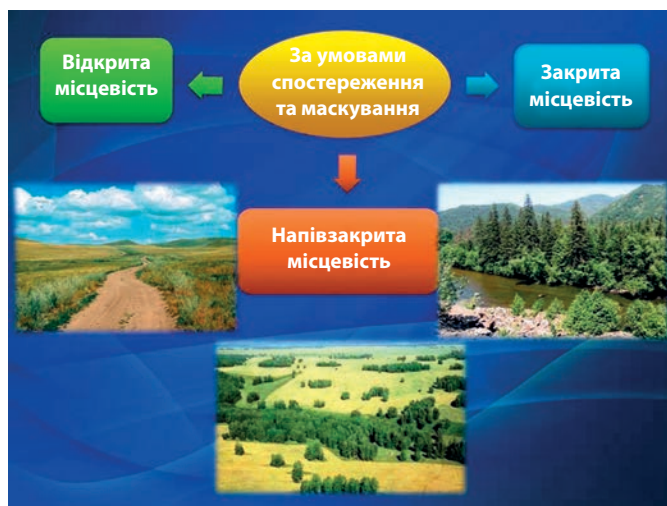 Відкрита
місцевість
За умовами
спостереження
та маскування
Закрита
місцевість
Напівзакрита
місцевість